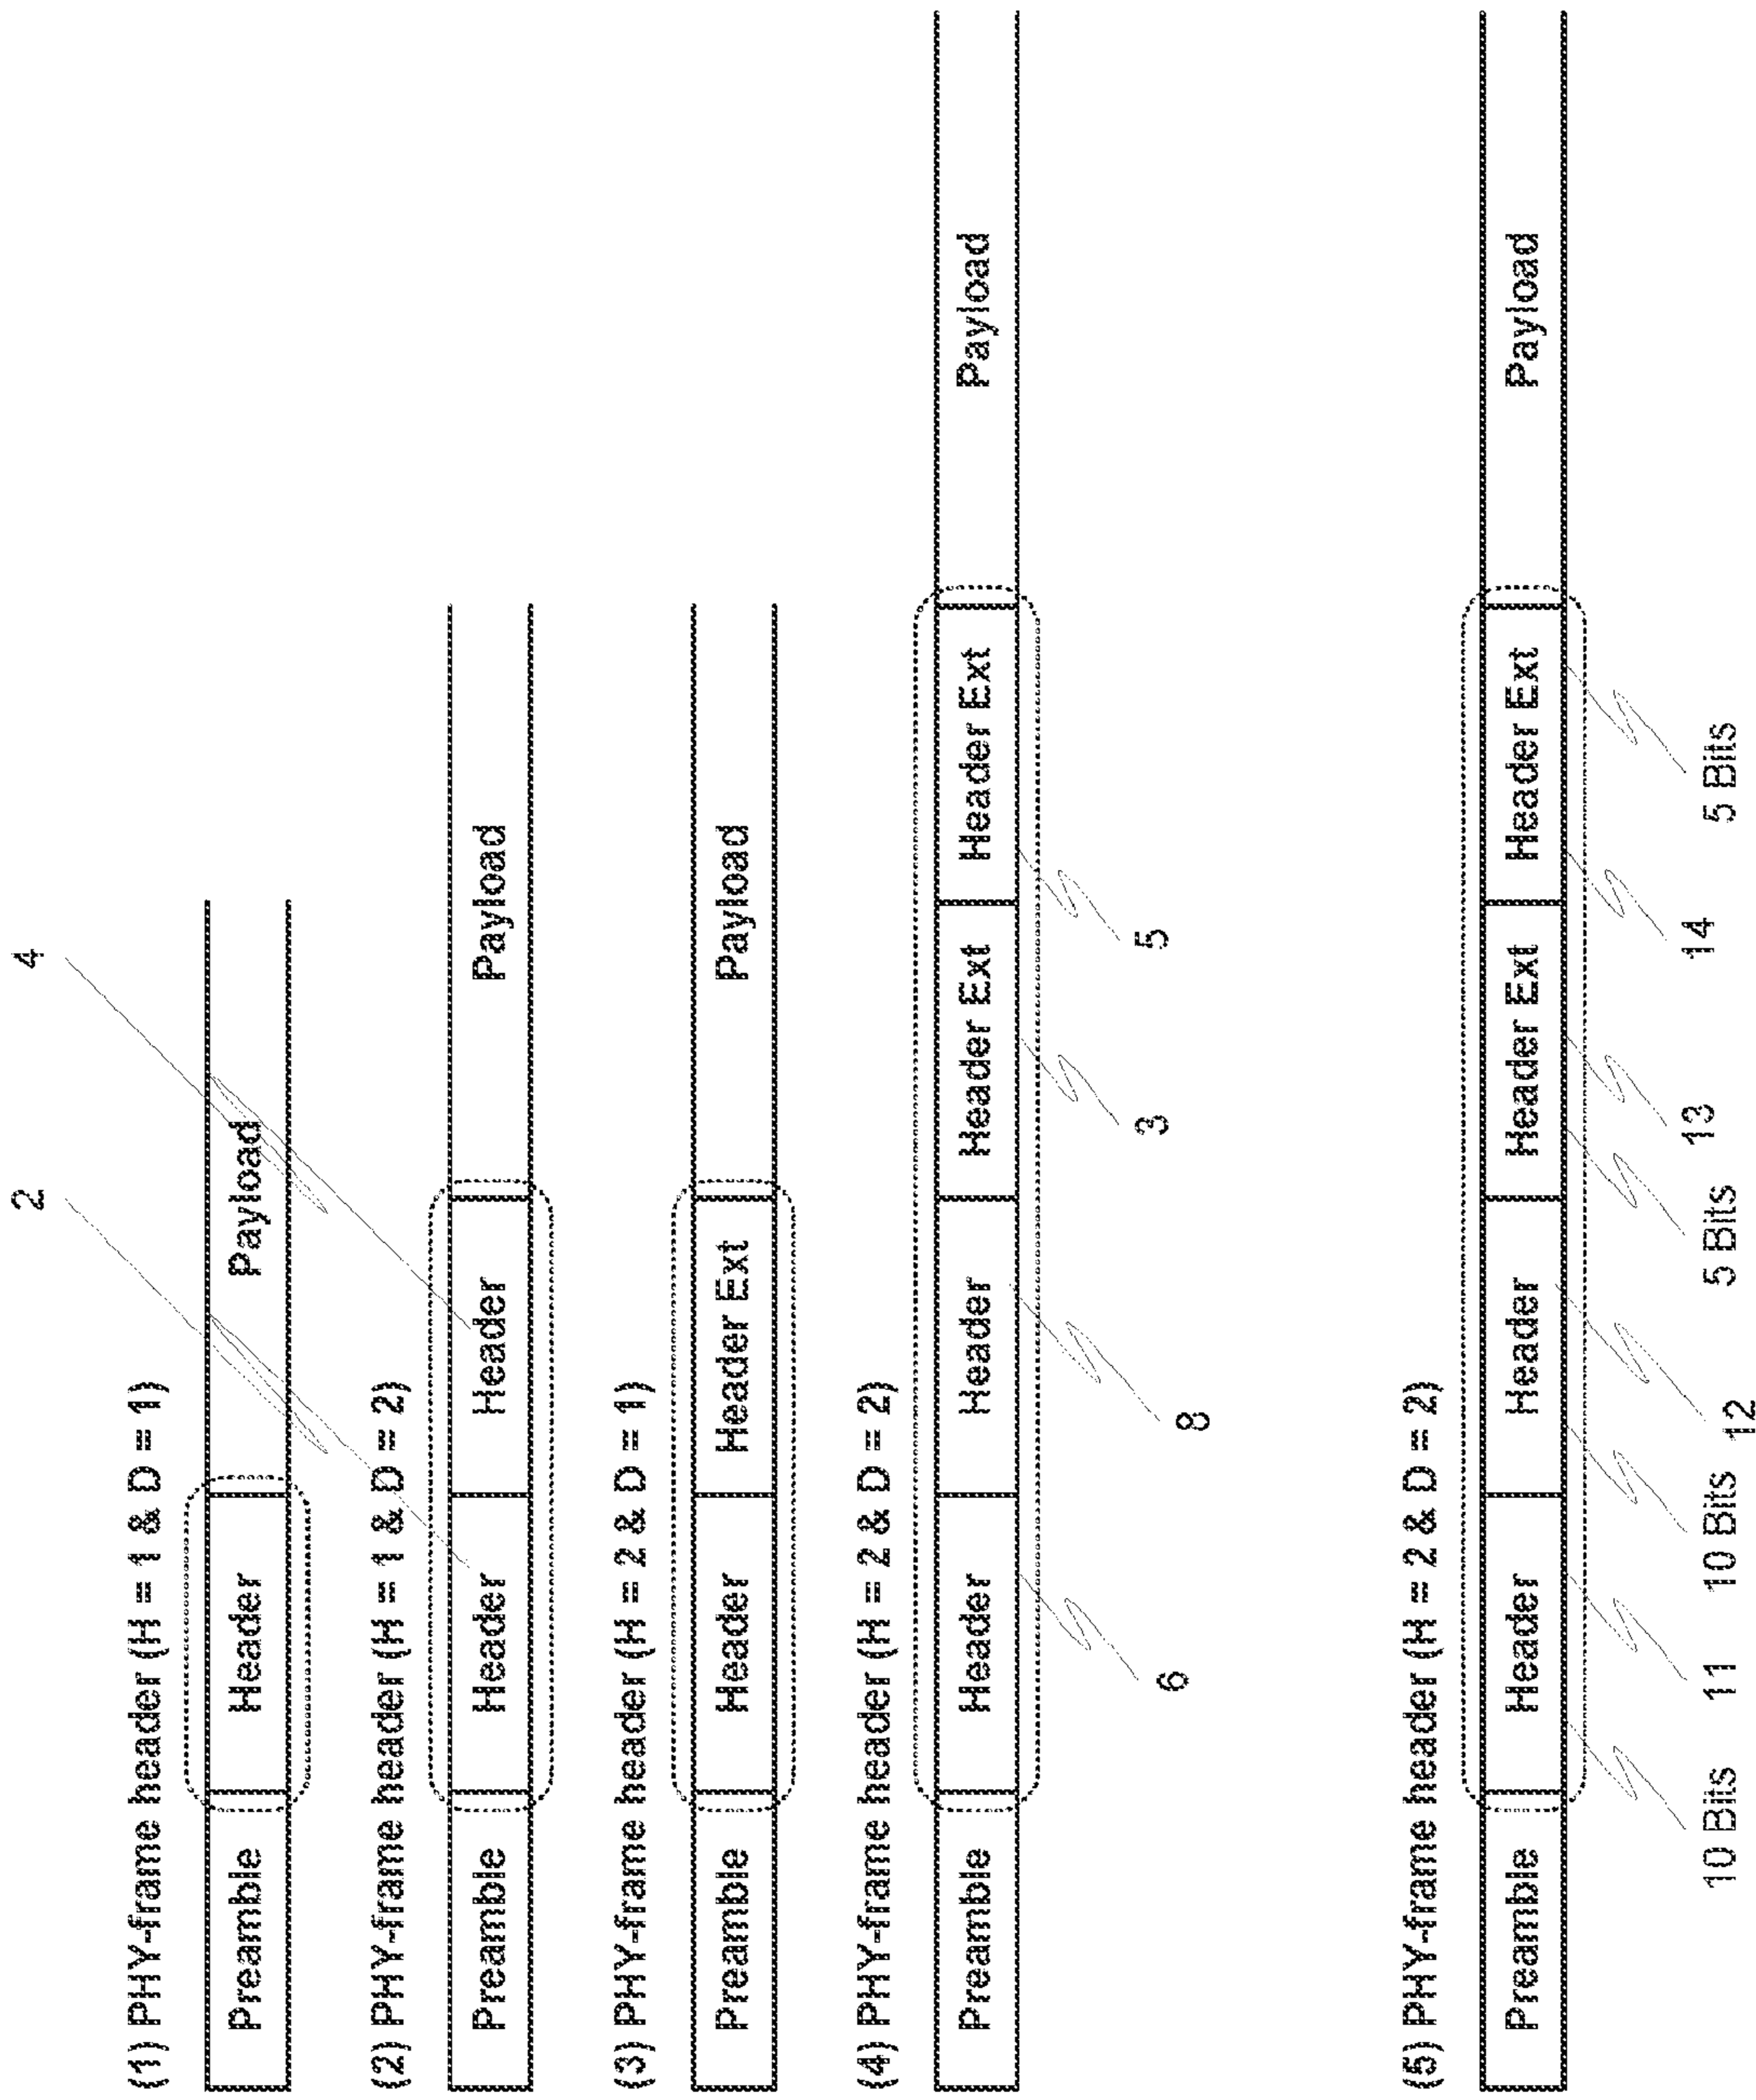 2 4
(1) PHY-frame header (H = 1 & D = 1)
Preamble Header Payload
(2) PHY-frame header (H = 1 & D = 2)
Preamble Header Header Payload
(3) PHY-frame header (H = 2 & D = 1)
Preamble Header Header Ext Payload
(4) PHY-frame header (H = 2 & D = 2)
Preamble Header Header Header Ext Header Ext Payload
6 8 3 5
(5) PHY-frame header (H = 2 & D = 2)
Preamble Header Header Header Ext Header Ext Payload
10 Bits 11 10 Bits 12 5 Bits 13 14 5 Bits